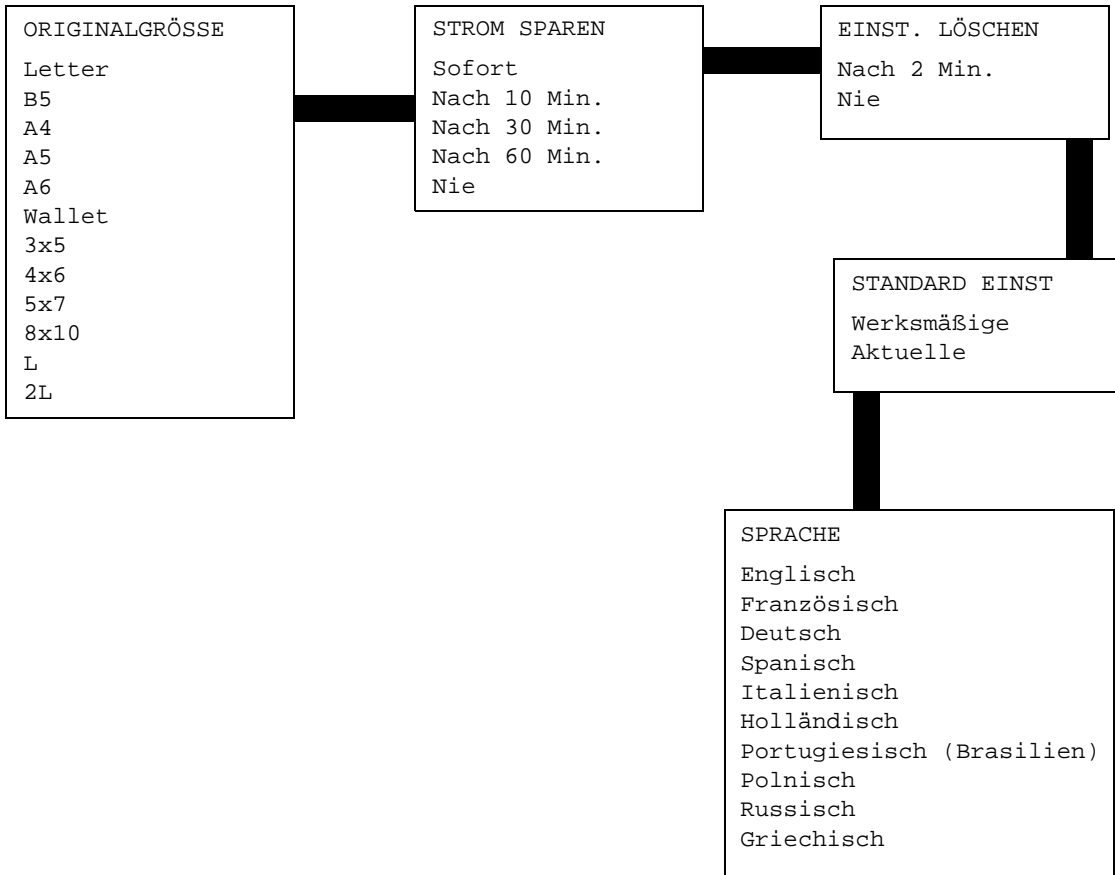 ORIGINALGRÖSSE
Letter
B5
A4
A5
A6
Wallet
3x5
4x6
5x7
8x10
L
2L
STROM SPAREN
Sofort
Nach 10 Min.
Nach 30 Min.
Nach 60 Min.
Nie
EINST. LÖSCHEN
Nach 2 Min.
Nie
STANDARD EINST
Werksmäßige
Aktuelle
SPRACHE
Englisch
Französisch
Deutsch
Spanisch
Italienisch
Holländisch
Portugiesisch (Brasilien)
Polnisch
Russisch
Griechisch